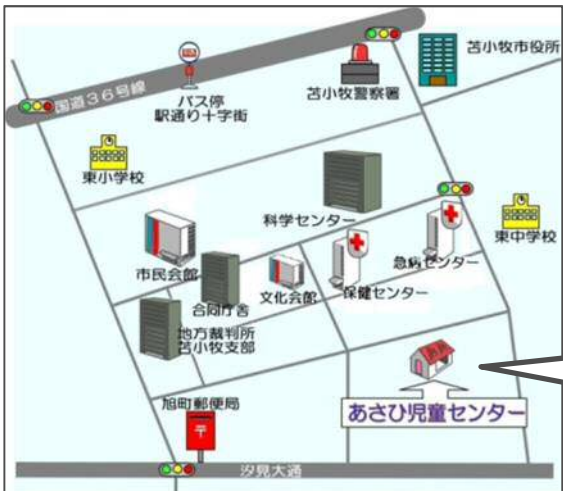 苫小牧市役所
国道36号線
バス停
駅通り十字街
苫小牧警察署
東小学校
科学センター
東中学校
市民会館
合同庁舎
文化会館
保健センター
急病センター
地方裁判所
苫小牧支部
旭町郵便局
〒
あさひ児童センター
汐見大通